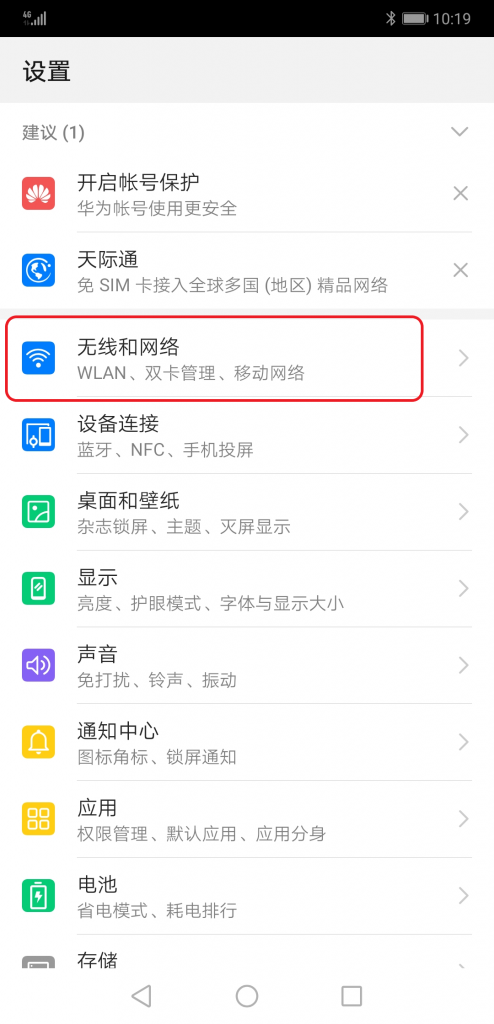 4G
10:19
设置
建议 (1)
开启帐号保护
华为帐号使用更安全
天际通
免 SIM 卡接入全球多国 (地区) 精品网络
无线和网络
WLAN、双卡管理、移动网络
设备连接
蓝牙、NFC、手机投屏
桌面和壁纸
杂志锁屏、主题、灭屏显示
显示
亮度、护眼模式、字体与显示大小
声音
免打扰、铃声、振动
通知中心
图标角标、锁屏通知
应用
权限管理、默认应用、应用分身
电池
省电模式、耗电排行
存储